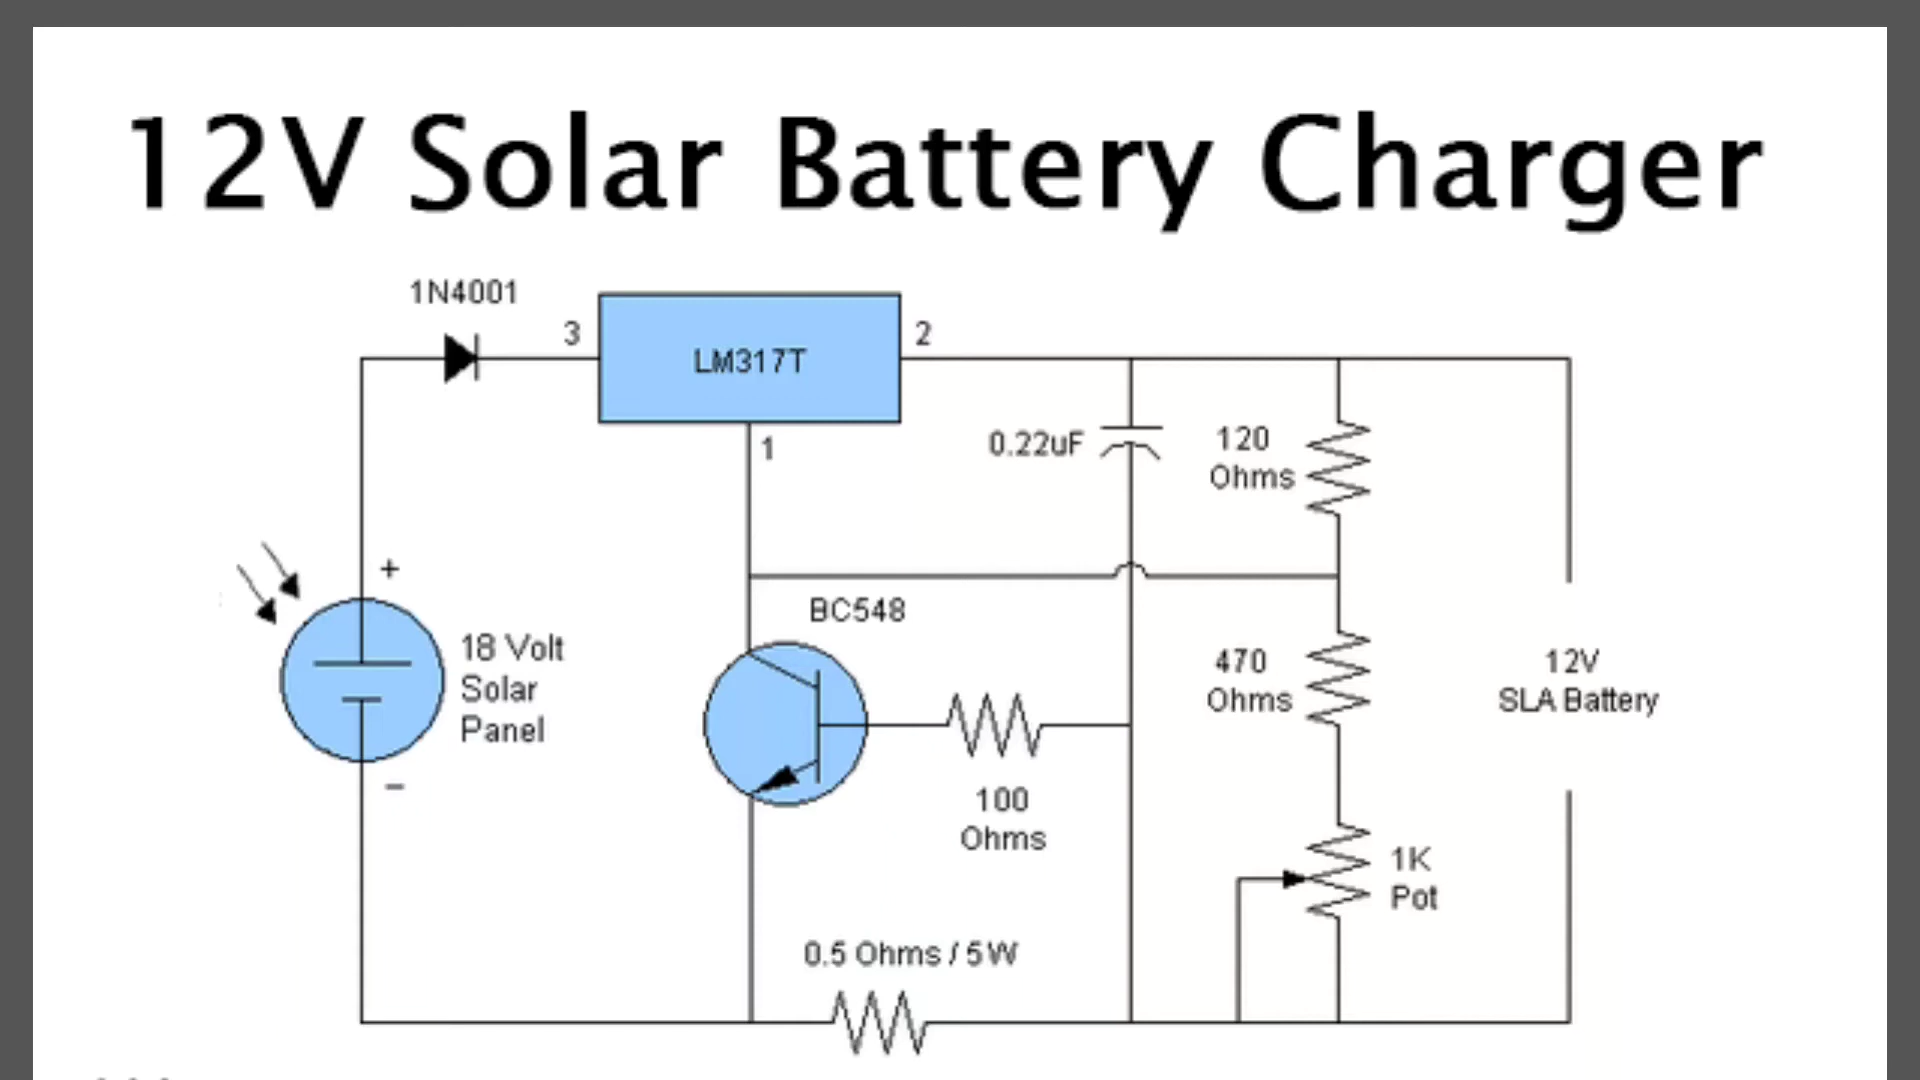 12V Solar Battery Charger
1N4001
3
LM317T
2
1
0.22uF
120
Ohms
+
BC548
18 Volt
Solar
Panel
470
Ohms
12V
SLA Battery
–
100
Ohms
1K
Pot
0.5 Ohms / 5W